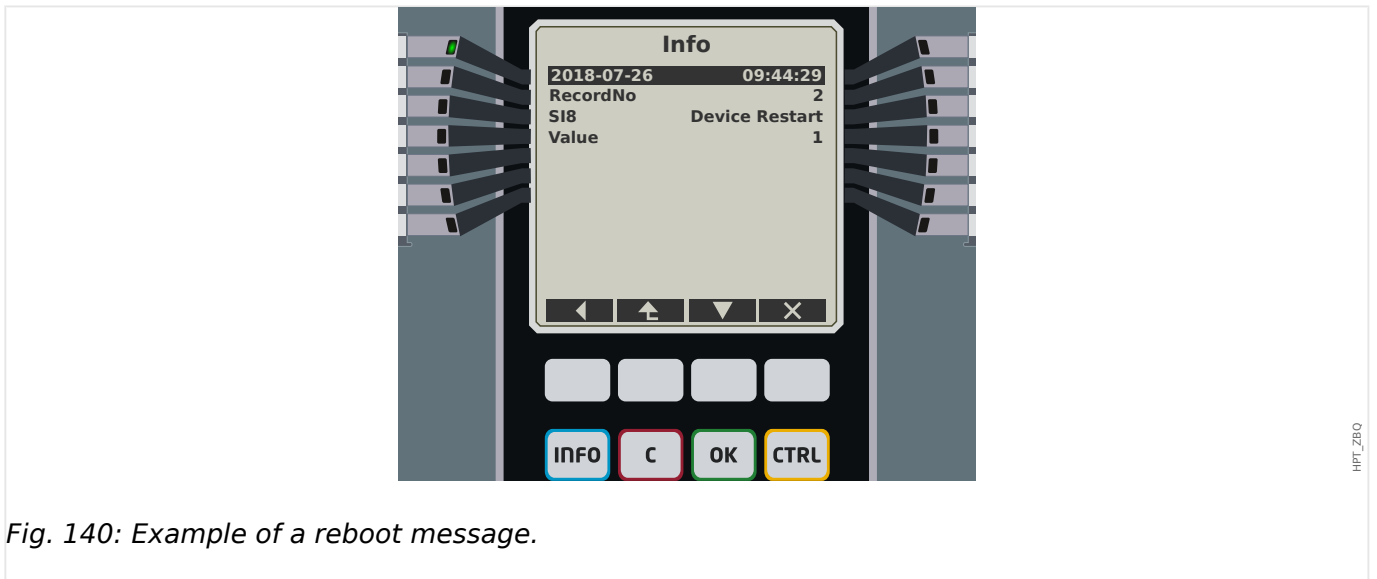 Info
2018-07-26 09:44:29
RecordNo 2
SI8 Device Restart
Value 1
INFO C OK CTRL
HPT_ZBQ
Fig. 140: Example of a reboot message.